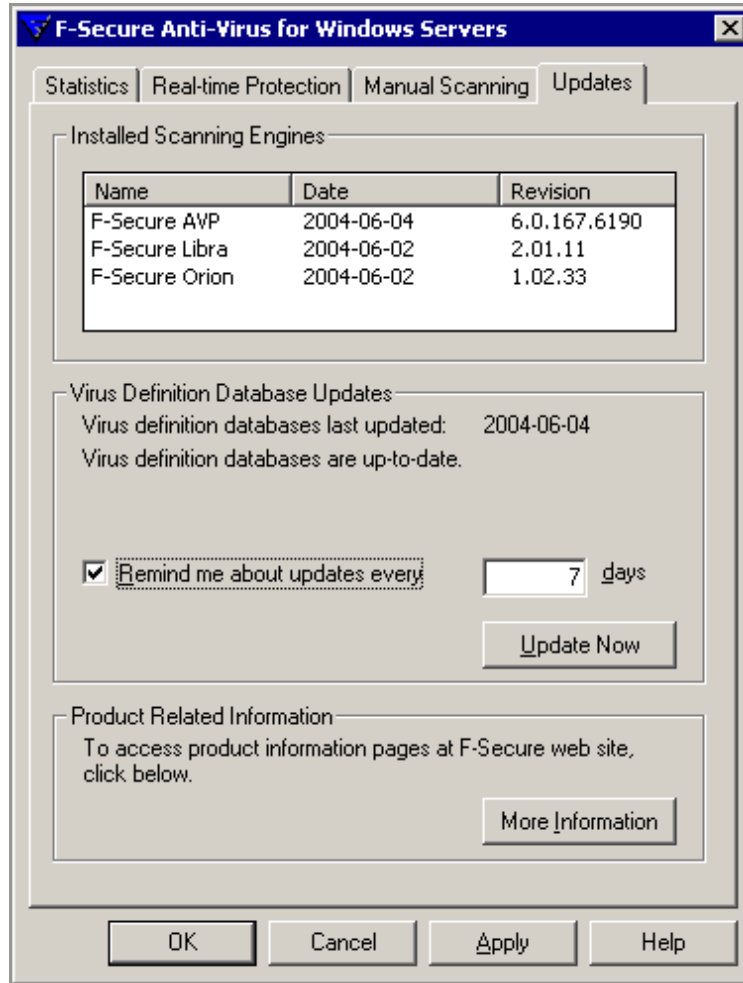 F-Secure Anti-Virus for Windows Servers
Statistics Real-time Protection Manual Scanning Updates
Installed Scanning Engines
Name Date Revision
F-Secure AVP 2004-06-04 6.0.167.6190
F-Secure Libra 2004-06-02 2.01.11
F-Secure Orion 2004-06-02 1.02.33
Virus Definition Database Updates
Virus definition databases last updated: 2004-06-04
Virus definition databases are up-to-date.
Remind me about updates every 7 days
Update Now
Product Related Information
To access product information pages at F-Secure web site,
click below.
More Information
OK Cancel Apply Help